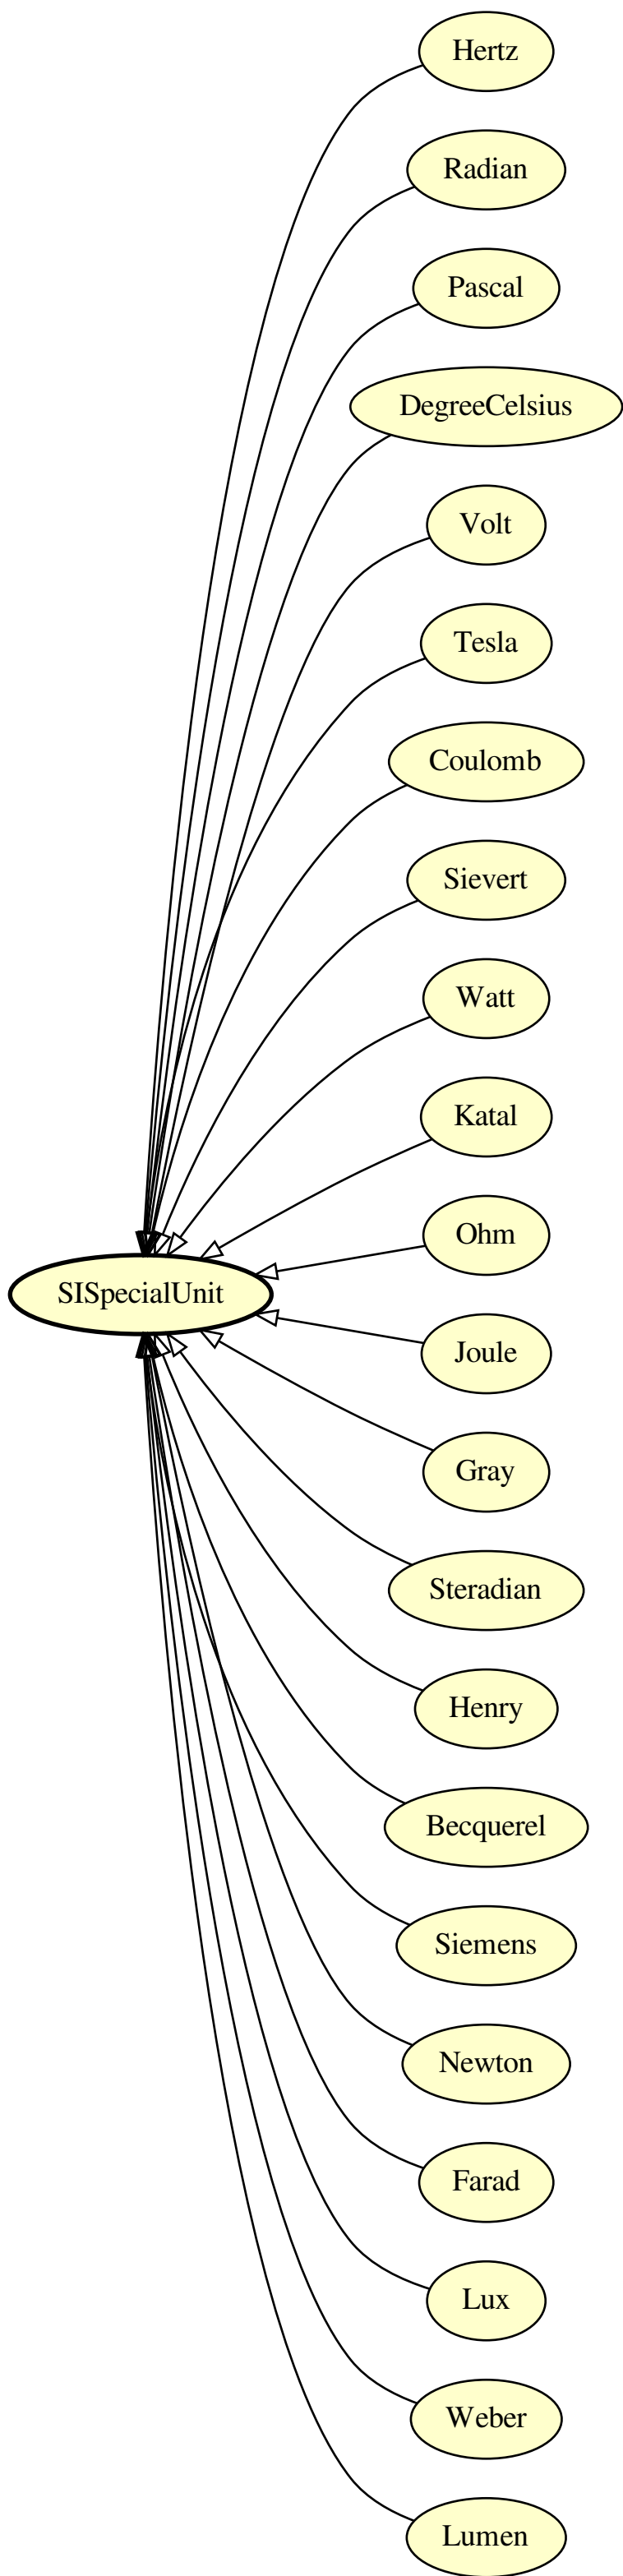 Hertz
Radian
Pascal
DegreeCelsius
Volt
Tesla
Coulomb
Sievert
Watt
Katal
Ohm
SISpecialUnit
Joule
Gray
Steradian
Henry
Becquerel
Siemens
Newton
Farad
Lux
Weber
Lumen